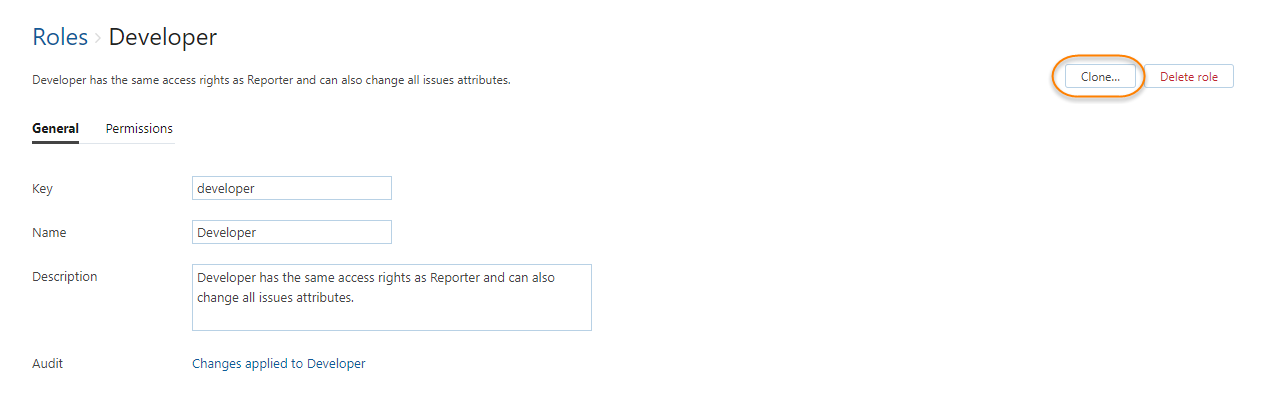 Roles › Developer
Developer has the same access rights as Reporter and can also change all issues attributes.
Clone...
Delete role
General
Permissions
Key
developer
Name
Developer
Description
Developer has the same access rights as Reporter and can also
change all issues attributes.
Audit
Changes applied to Developer